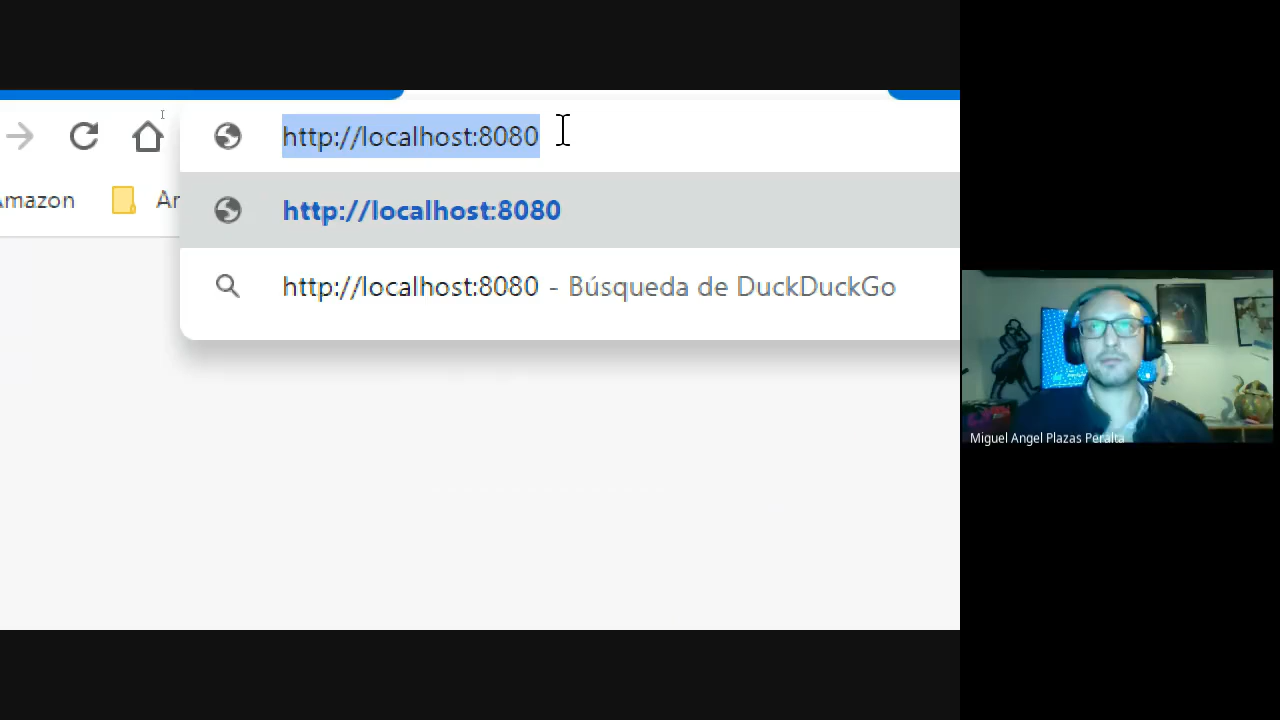 http://localhost:8080
Amazon
Ar
http://localhost:8080
http://localhost:8080 - Búsqueda de DuckDuckGo
Miguel Angel Plazas Peralta